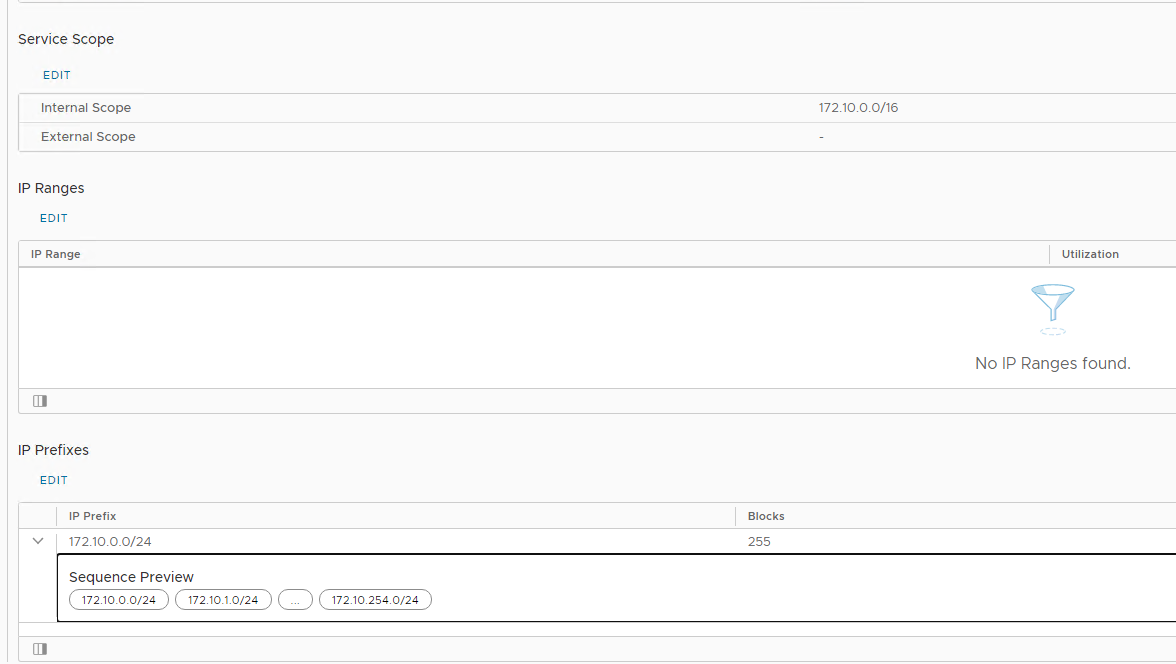 Service Scope
EDIT
Internal Scope 172.10.0.0/16
External Scope -
IP Ranges
EDIT
IP Range Utilization
No IP Ranges found.
IP Prefixes
EDIT
IP Prefix Blocks
172.10.0.0/24 255
Sequence Preview
172.10.0.0/24 172.10.1.0/24 ... 172.10.254.0/24